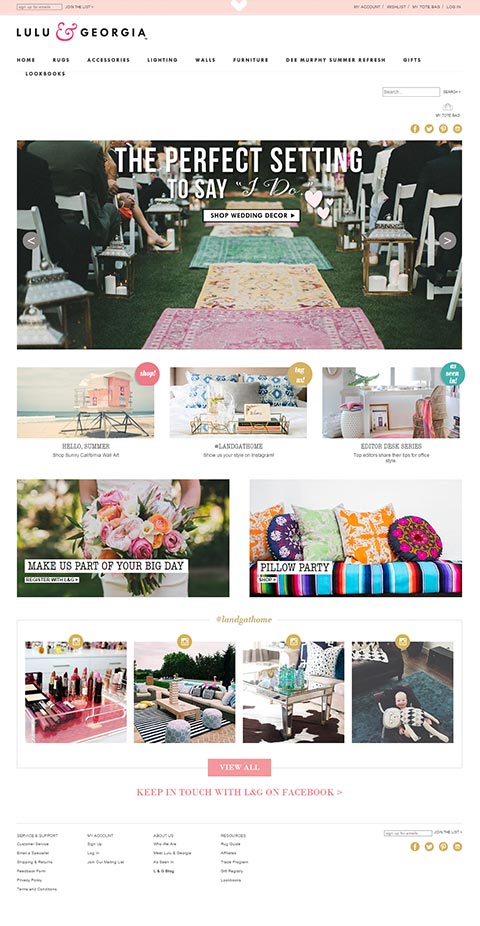 sign up for emails JOIN THE LIST >
MY ACCOUNT / WISHLIST / MY TOTE BAG / LOG IN
LULU & GEORGIA
HOME RUGS ACCESSORIES LIGHTING WALLS FURNITURE DEE MURPHY SUMMER REFRESH GIFTS
LOOKBOOKS
Search... SEARCH >
MY TOTE BAG
THE PERFECT SETTING
TO SAY "I Do"
SHOP WEDDING DECOR ▸
< >
shop!
tag us!
as seen in!
HELLO, SUMMER
Shop Sunny California Wall Art
#LANDGATHOME
Show us your style on Instagram!
EDITOR DESK SERIES
Top editors share their tips for office
style.
MAKE US PART OF YOUR BIG DAY
REGISTER WITH L&G >
PILLOW PARTY
SHOP >
#landgathome
VIEW ALL
KEEP IN TOUCH WITH L&G ON FACEBOOK >
SERVICE & SUPPORT
Customer Service
Email a Specialist
Shipping & Returns
Feedback Form
Privacy Policy
Terms and Conditions
MY ACCOUNT
Sign Up
Log In
Join Our Mailing List
ABOUT US
Who We Are
Meet Lulu & Georgia
As Seen In
L & G Blog
RESOURCES
Rug Guide
Affiliates
Trade Program
Gift Registry
Lookbooks
sign up for emails JOIN THE LIST >